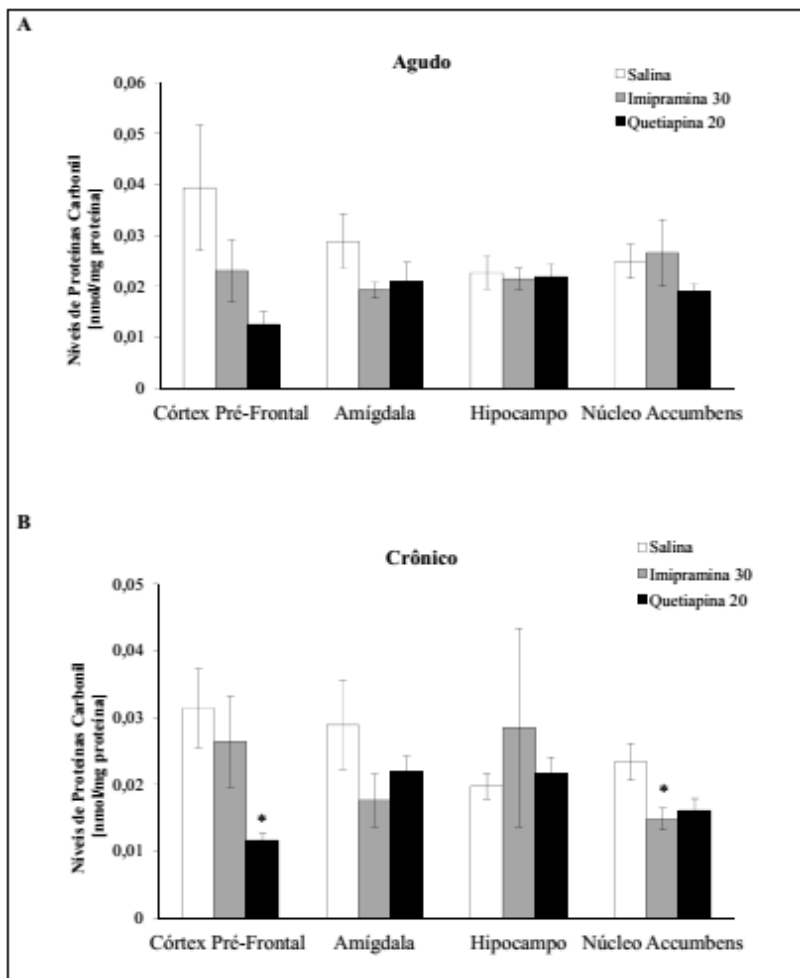 A
Agudo
Salina
Imipramina 30
Quetiapina 20
Níveis de Proteínas Carbonil
[nmol/mg proteína]
0,06
0,05
0,04
0,03
0,02
0,01
0
Córtex Pré-Frontal Amígdala Hipocampo Núcleo Accumbens
B
Crônico
Salina
Imipramina 30
Quetiapina 20
Níveis de Proteínas Carbonil
[nmol/mg proteína]
0,05
0,04
0,03
0,02
0,01
0
*
*
Córtex Pré-Frontal Amígdala Hipocampo Núcleo Accumbens